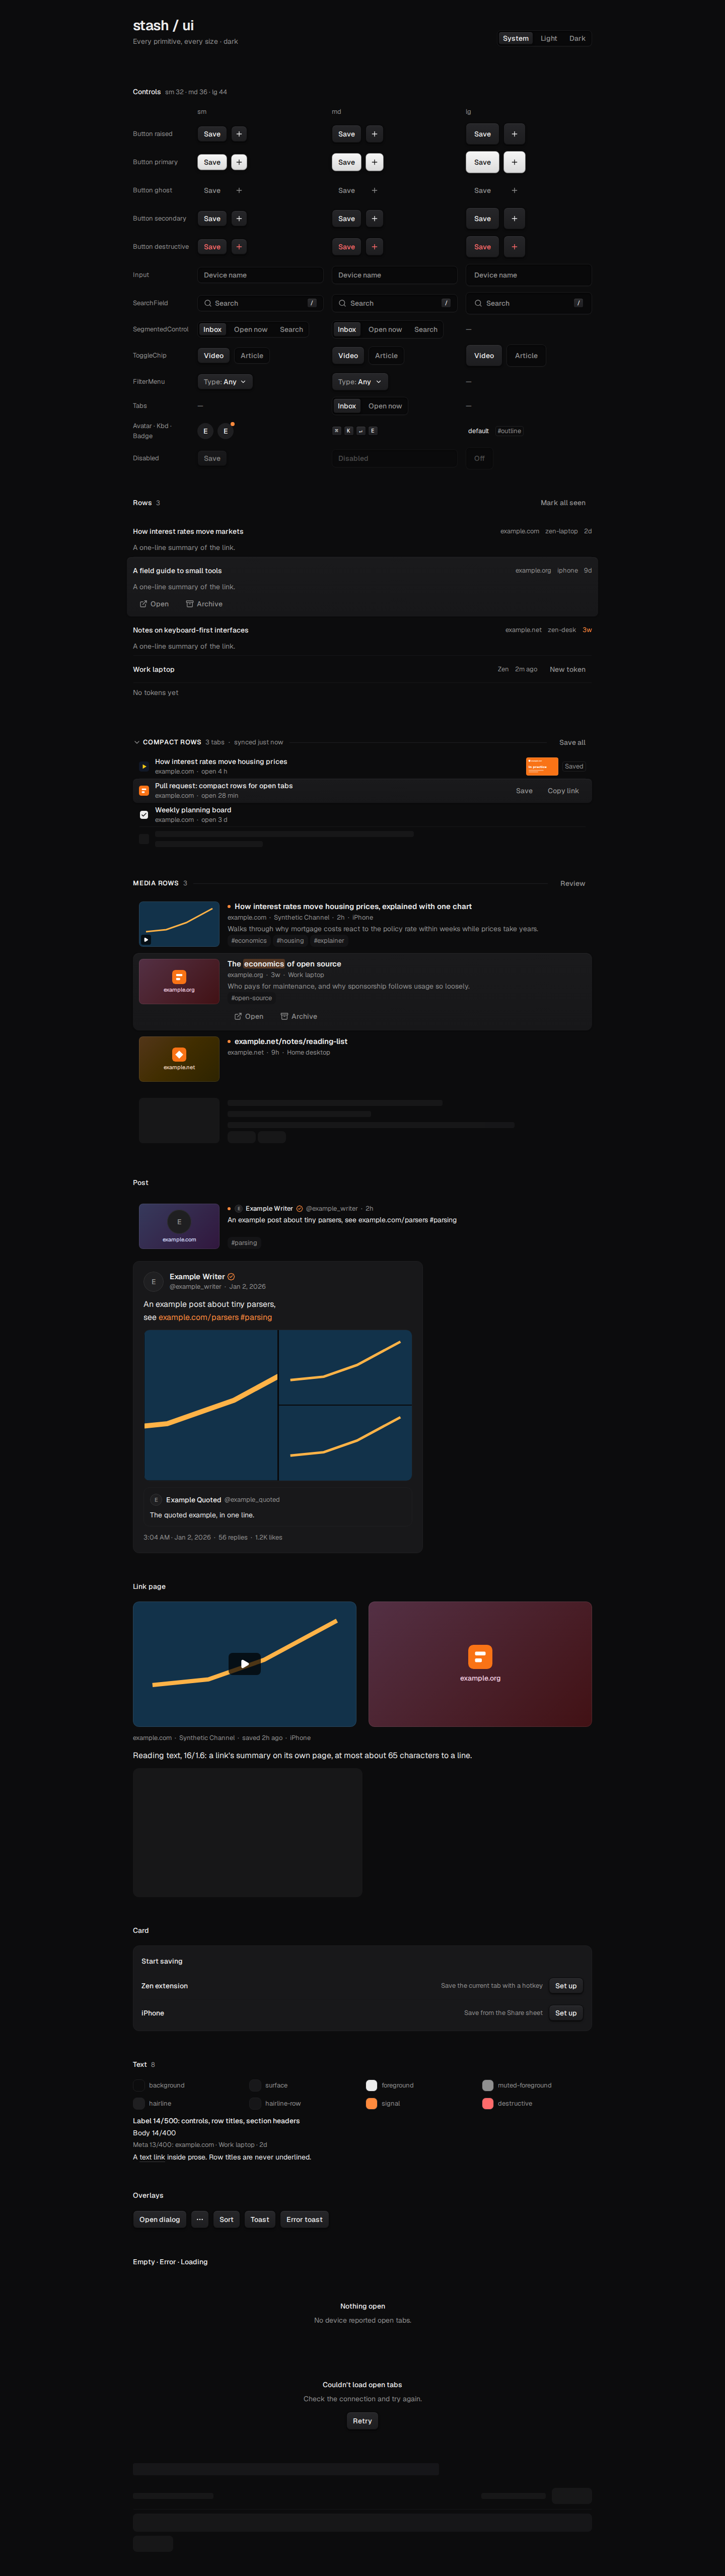 stash / ui
Every primitive, every size · dark
System Light Dark
Controls sm 32 · md 36 · lg 44
sm md lg
Button raised Save + Save + Save +
Button primary Save + Save + Save +
Button ghost Save + Save + Save +
Button secondary Save + Save + Save +
Button destructive Save + Save + Save +
Input Device name Device name Device name
SearchField Search / Search / Search /
SegmentedControl Inbox Open now Search Inbox Open now Search —
ToggleChip Video Article Video Article Video Article
FilterMenu Type: Any Type: Any —
Tabs — Inbox Open now —
Avatar · Kbd · Badge E E ⌘ K ↵ E default #outline
Disabled Save Disabled Off
Rows 3 Mark all seen
How interest rates move markets example.com zen-laptop 2d
A one-line summary of the link.
A field guide to small tools example.org iphone 9d
A one-line summary of the link.
Open Archive
Notes on keyboard-first interfaces example.net zen-desk 3w
A one-line summary of the link.
Work laptop Zen 2m ago New token
No tokens yet
COMPACT ROWS 3 tabs · synced just now Save all
How interest rates move housing prices Saved
example.com · open 4 h
Pull request: compact rows for open tabs Save Copy link
example.com · open 28 min
Weekly planning board
example.com · open 3 d
MEDIA ROWS 3 Review
How interest rates move housing prices, explained with one chart
example.com · Synthetic Channel · 2h · iPhone
Walks through why mortgage costs react to the policy rate within weeks while prices take years.
#economics #housing #explainer
example.org
The economics of open source
example.org · 3w · Work laptop
Who pays for maintenance, and why sponsorship follows usage so loosely.
#open-source
Open Archive
example.net
example.net/notes/reading-list
example.net · 9h · Home desktop
Post
E
example.com
E Example Writer @example_writer · 2h
An example post about tiny parsers, see example.com/parsers #parsing
#parsing
E Example Writer
@example_writer · Jan 2, 2026
An example post about tiny parsers,
see example.com/parsers #parsing
E Example Quoted @example_quoted
The quoted example, in one line.
3:04 AM · Jan 2, 2026 · 56 replies · 1.2K likes
Link page
example.org
example.com · Synthetic Channel · saved 2h ago · iPhone
Reading text, 16/1.6: a link's summary on its own page, at most about 65 characters to a line.
Card
Start saving
Zen extension Save the current tab with a hotkey Set up
iPhone Save from the Share sheet Set up
Text 8
background surface foreground muted-foreground
hairline hairline-row signal destructive
Label 14/500: controls, row titles, section headers
Body 14/400
Meta 13/400: example.com · Work laptop · 2d
A text link inside prose. Row titles are never underlined.
Overlays
Open dialog ··· Sort Toast Error toast
Empty · Error · Loading
Nothing open
No device reported open tabs.
Couldn't load open tabs
Check the connection and try again.
Retry